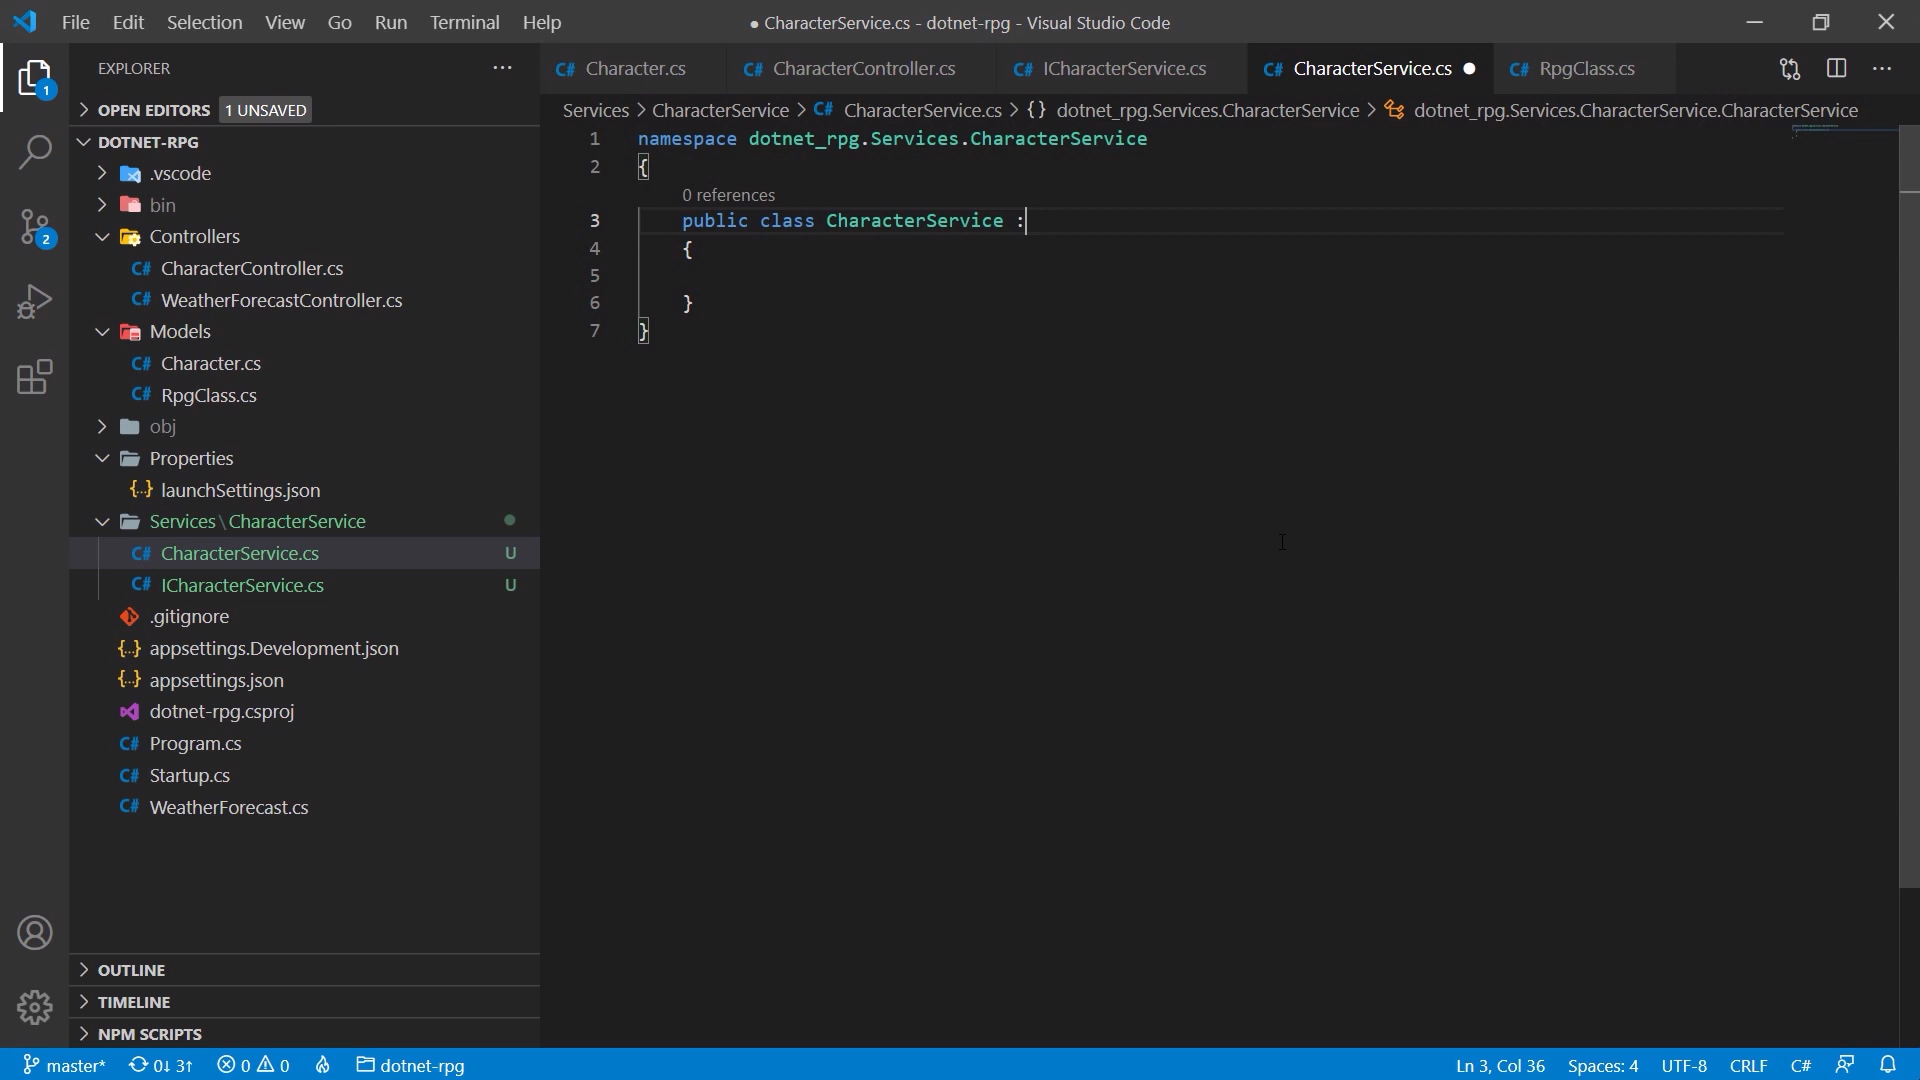 File Edit Selection View Go Run Terminal Help
● CharacterService.cs - dotnet-rpg - Visual Studio Code
EXPLORER
OPEN EDITORS 1 UNSAVED
DOTNET-RPG
.vscode
bin
Controllers
C# CharacterController.cs
C# WeatherForecastController.cs
Models
C# Character.cs
C# RpgClass.cs
obj
Properties
{..} launchSettings.json
Services\CharacterService
C# CharacterService.cs U
C# ICharacterService.cs U
.gitignore
{..} appsettings.Development.json
{..} appsettings.json
dotnet-rpg.csproj
C# Program.cs
C# Startup.cs
C# WeatherForecast.cs
OUTLINE
TIMELINE
NPM SCRIPTS
1
2
C# Character.cs C# CharacterController.cs C# ICharacterService.cs C# CharacterService.cs ● C# RpgClass.cs
Services > CharacterService > C# CharacterService.cs > {} dotnet_rpg.Services.CharacterService > dotnet_rpg.Services.CharacterService.CharacterService
1 namespace dotnet_rpg.Services.CharacterService
2 {
0 references
3 public class CharacterService :
4 {
5
6 }
7 }
master* 0↓ 3↑ 0 0 dotnet-rpg
Ln 3, Col 36 Spaces: 4 UTF-8 CRLF C#